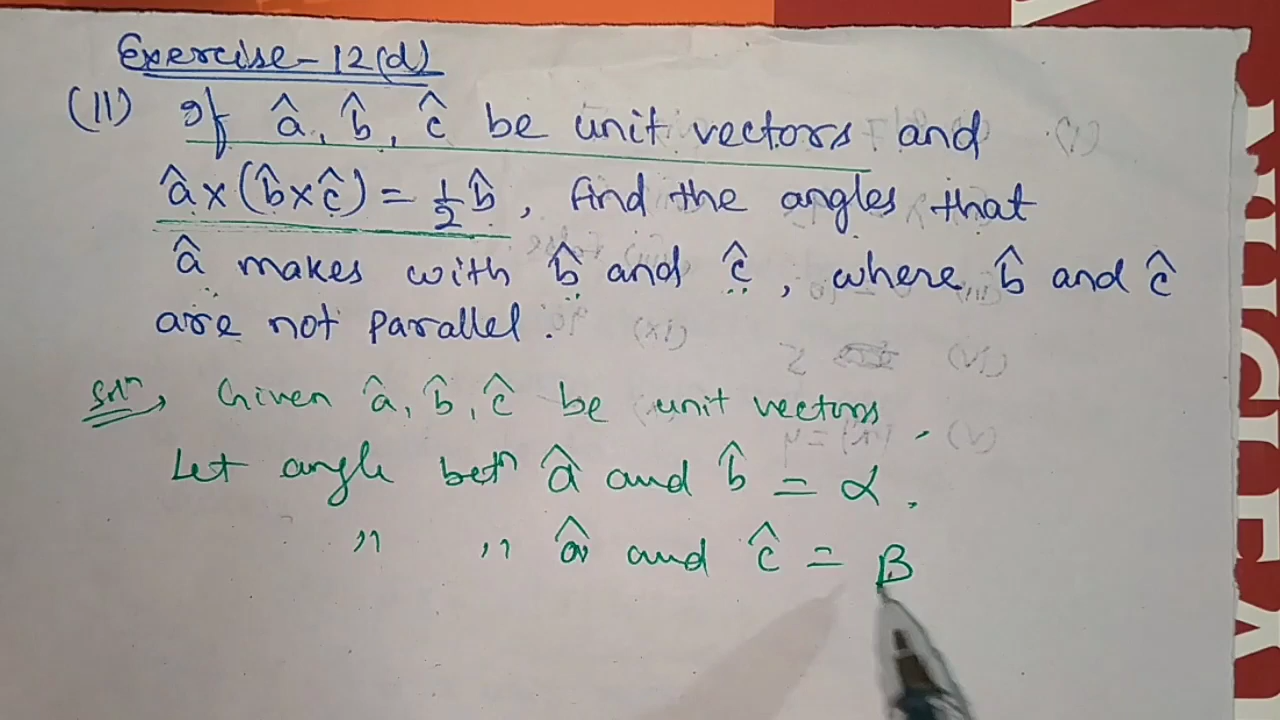 Exercise-12(d)
(11) If â, b̂, ĉ be unit vectors and
â×(b̂×ĉ) = 1/2 b̂, find the angles that
â makes with b̂ and ĉ, where b̂ and ĉ
are not parallel.
Soln, Given â, b̂, ĉ be unit vectors.
Let angle betn â and b̂ = α.
,, ,, â and ĉ = β